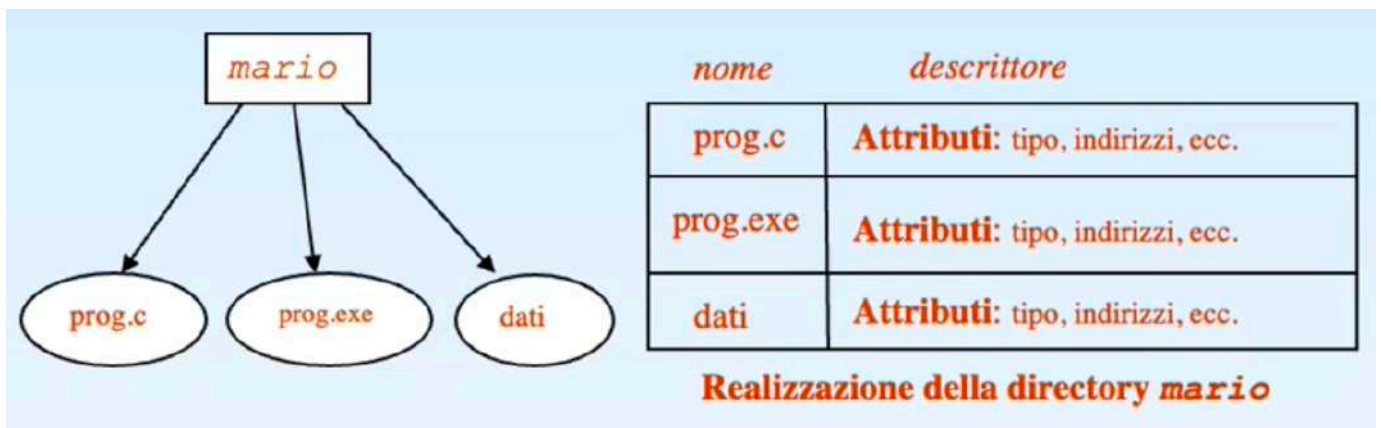 mario
prog.c
prog.exe
dati
nome descrittore
prog.c Attributi: tipo, indirizzi, ecc.
prog.exe Attributi: tipo, indirizzi, ecc.
dati Attributi: tipo, indirizzi, ecc.
Realizzazione della directory mario